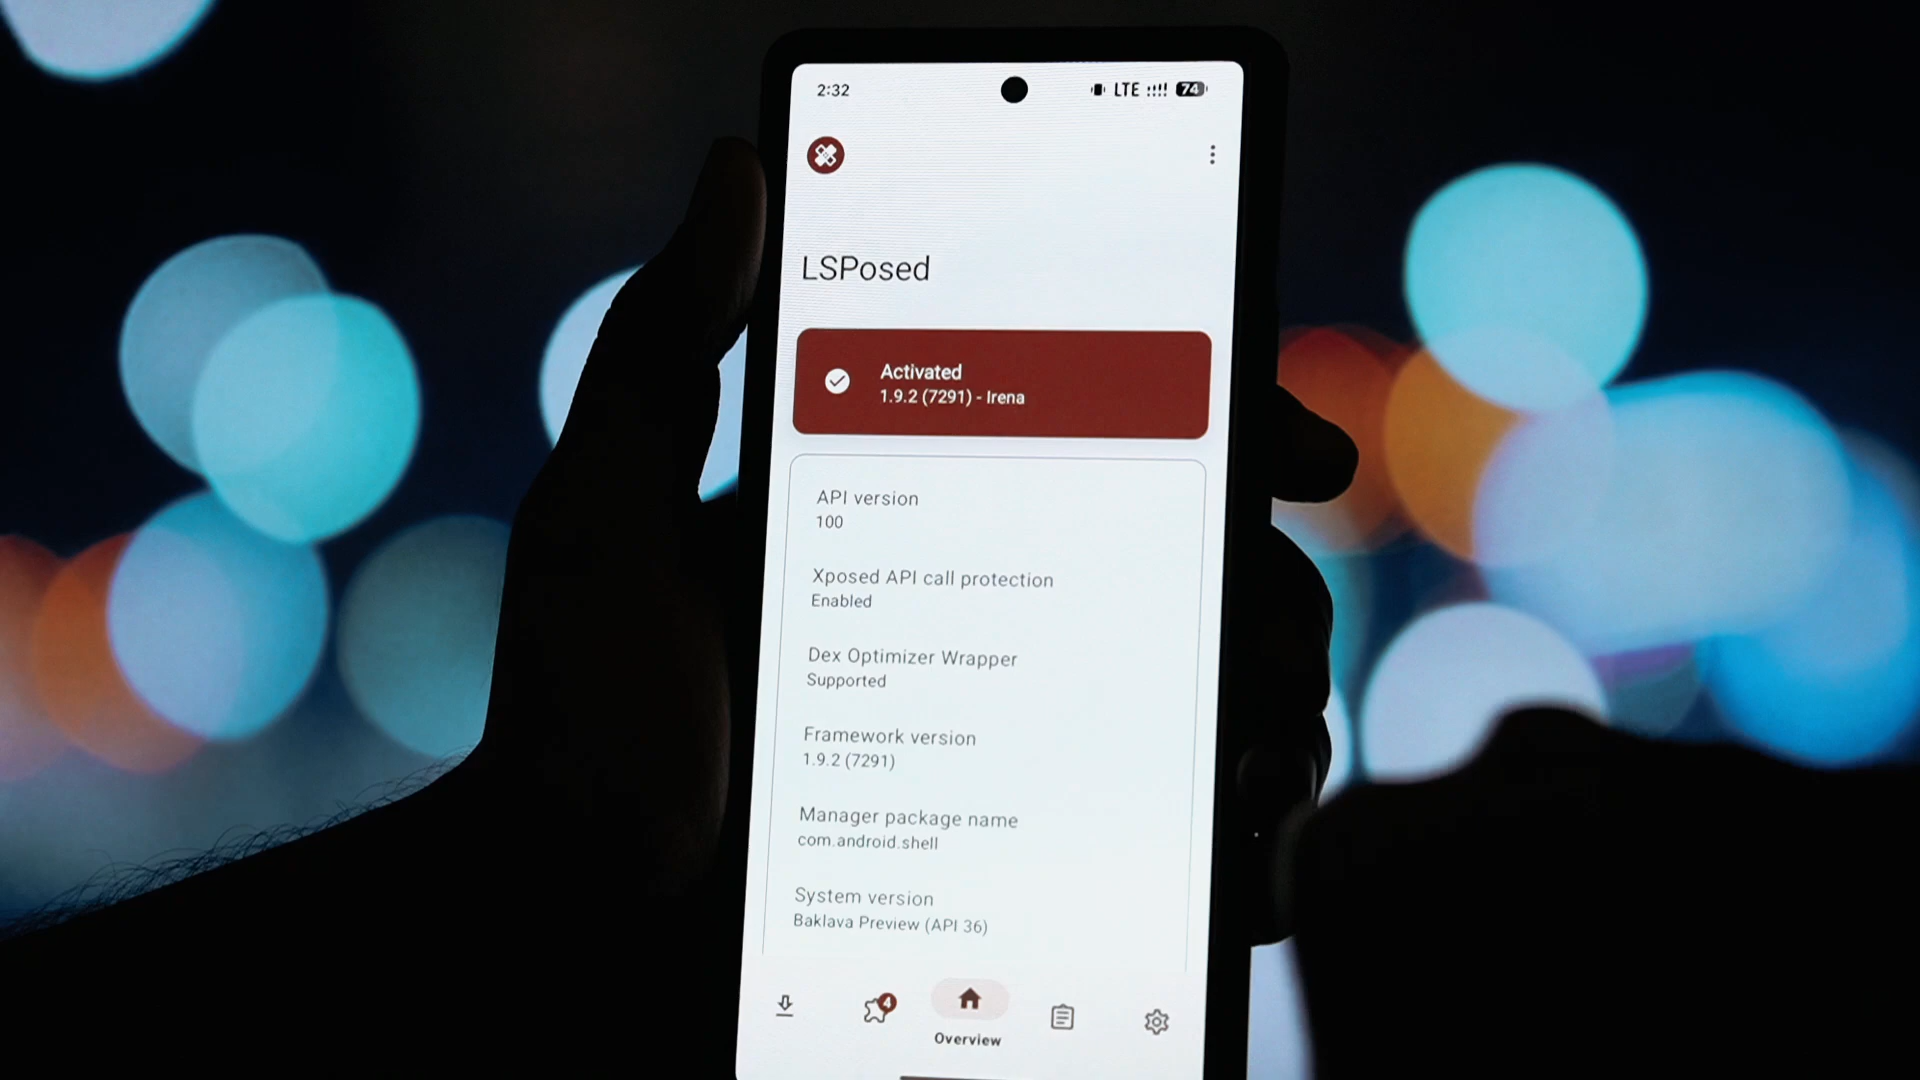 2:32
LTE
74
LSPosed
Activated
1.9.2 (7291) - Irena
API version
100
Xposed API call protection
Enabled
Dex Optimizer Wrapper
Supported
Framework version
1.9.2 (7291)
Manager package name
com.android.shell
System version
Baklava Preview (API 36)
4
Overview